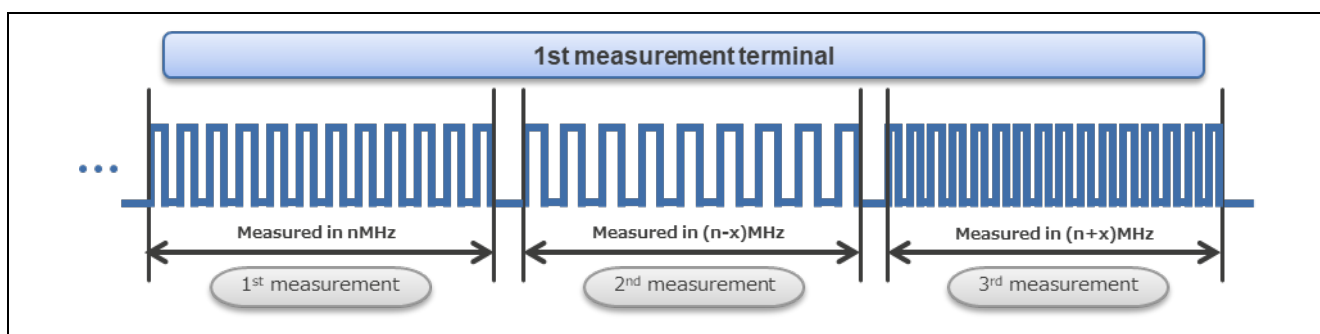 1st measurement terminal
...
Measured in nMHz
Measured in (n-x)MHz
Measured in (n+x)MHz
1st measurement
2nd measurement
3rd measurement